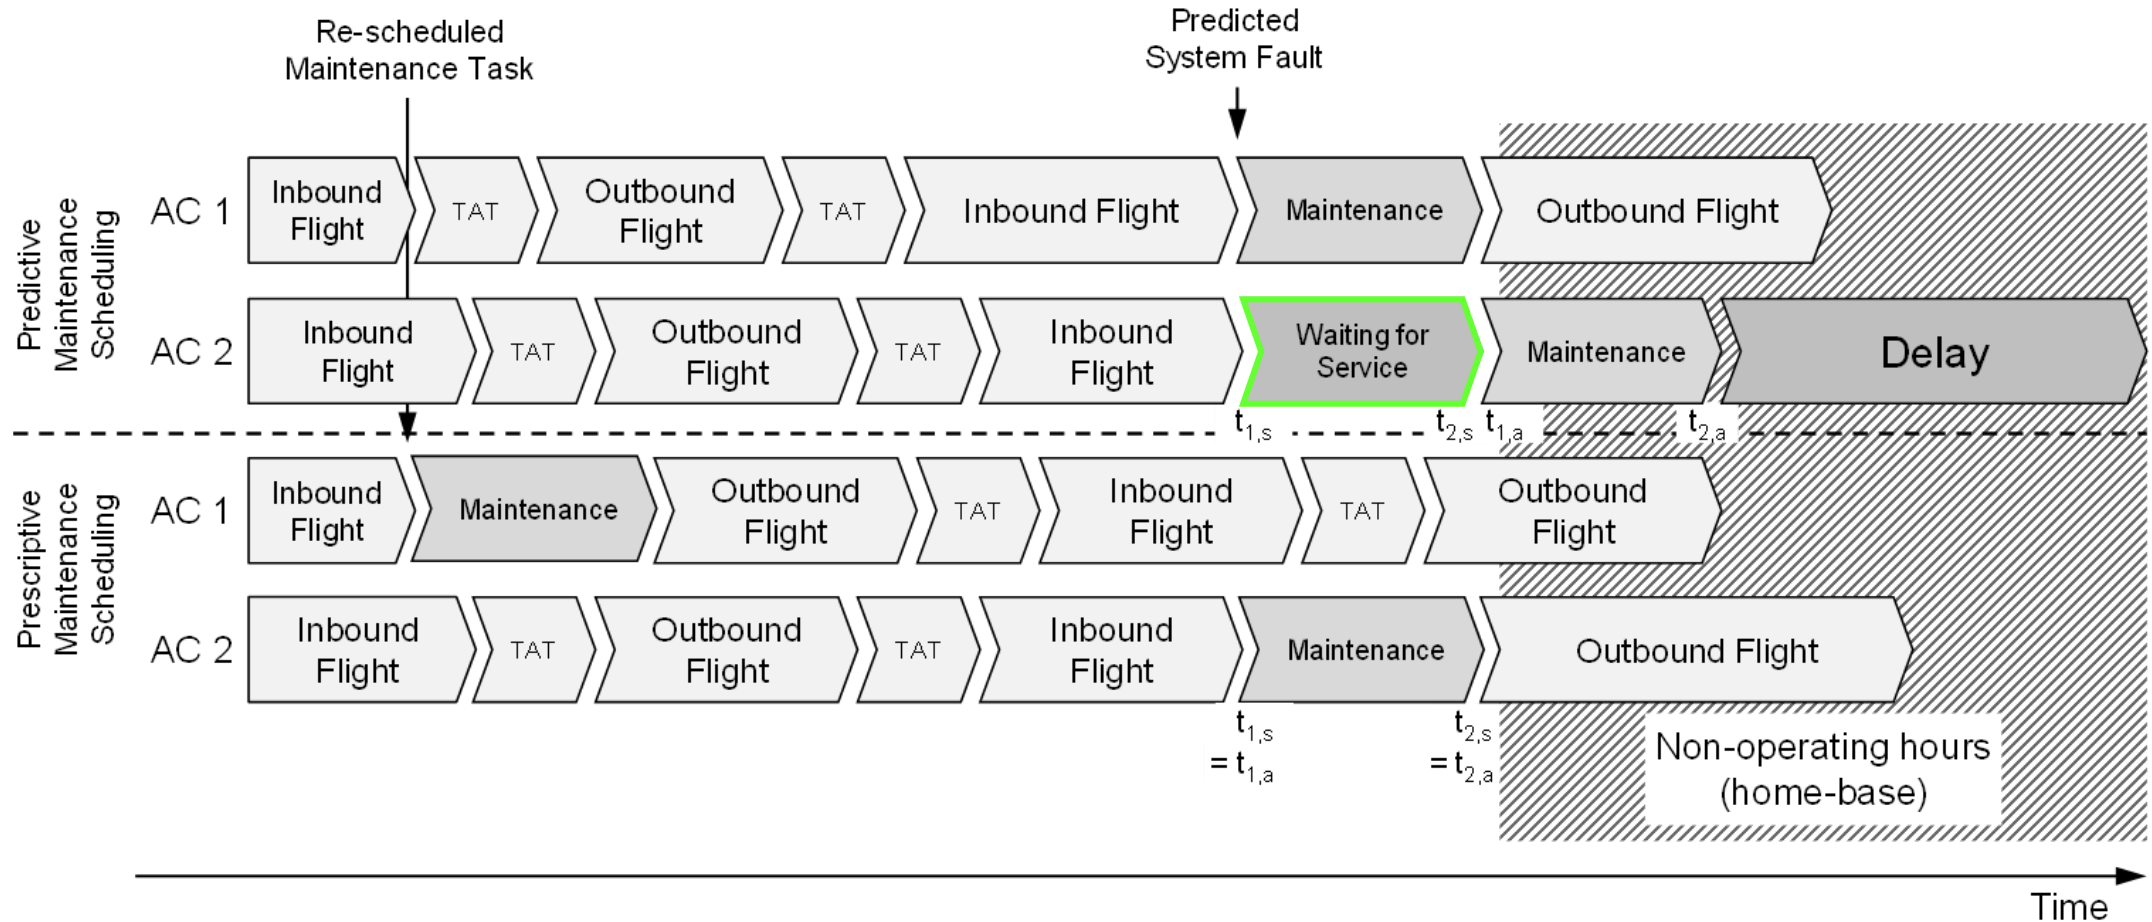 Re-scheduled
Maintenance Task
Predicted
System Fault
Predictive
Maintenance
Scheduling
AC 1
Inbound
Flight
TAT
Outbound
Flight
TAT
Inbound Flight
Maintenance
Outbound Flight
AC 2
Inbound
Flight
TAT
Outbound
Flight
TAT
Inbound
Flight
Waiting for
Service
Maintenance
Delay
t1,s
t2,s
t1,a
t2,a
Prescriptive
Maintenance
Scheduling
AC 1
Inbound
Flight
Maintenance
Outbound
Flight
TAT
Inbound
Flight
TAT
Outbound
Flight
AC 2
Inbound
Flight
TAT
Outbound
Flight
TAT
Inbound
Flight
Maintenance
Outbound Flight
t1,s
= t1,a
t2,s
= t2,a
Non-operating hours
(home-base)
Time